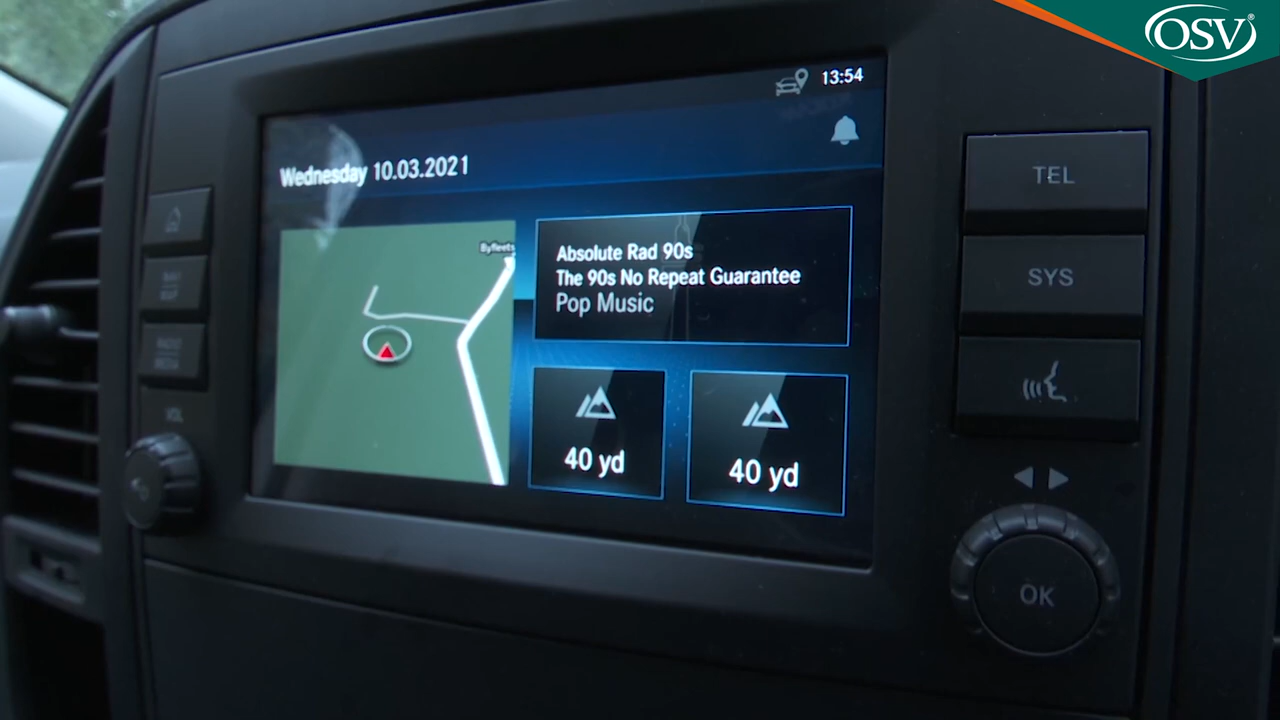 OSV®
13:54
Wednesday 10.03.2021
Byfleets
Absolute Rad 90s
The 90s No Repeat Guarantee
Pop Music
40 yd
40 yd
VOL
TEL
SYS
OK